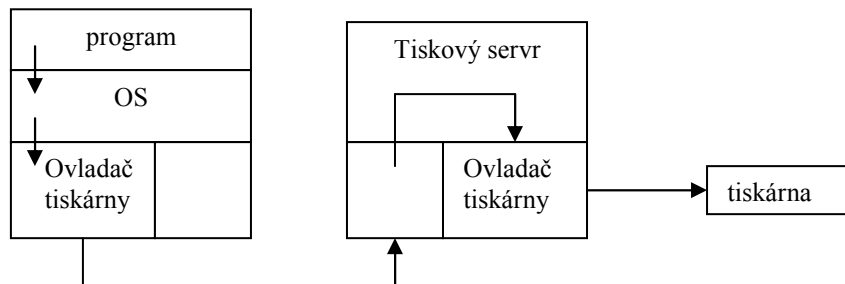 program
OS
Ovladač
tiskárny
Tiskový servr
Ovladač
tiskárny
tiskárna